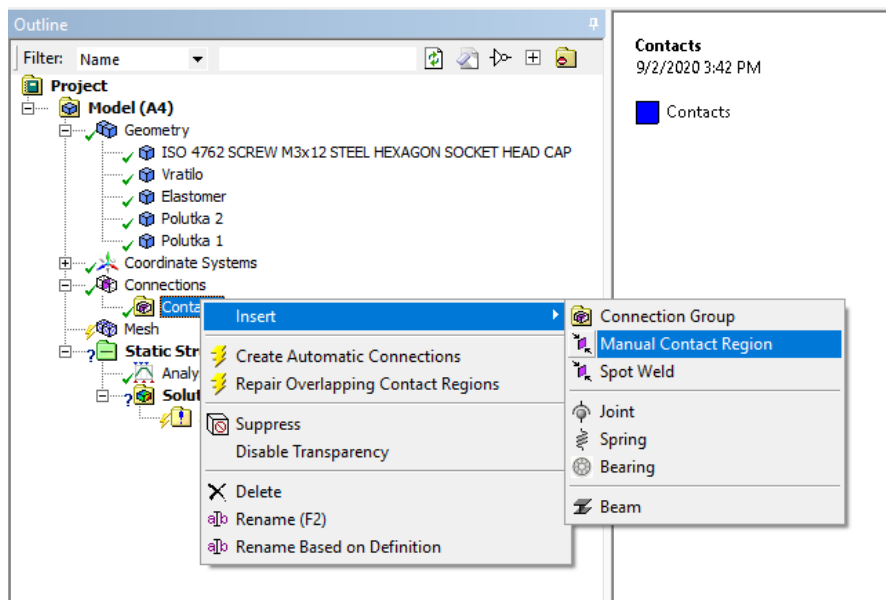 Outline
Filter: Name
Project
Model (A4)
Geometry
ISO 4762 SCREW M3x12 STEEL HEXAGON SOCKET HEAD CAP
Vratilo
Elastomer
Polutka 2
Polutka 1
Coordinate Systems
Connections
Conta
Mesh
Static Str
Analy
Solut
Insert
Create Automatic Connections
Repair Overlapping Contact Regions
Suppress
Disable Transparency
Delete
Rename (F2)
Rename Based on Definition
Connection Group
Manual Contact Region
Spot Weld
Joint
Spring
Bearing
Beam
Contacts
9/2/2020 3:42 PM
Contacts